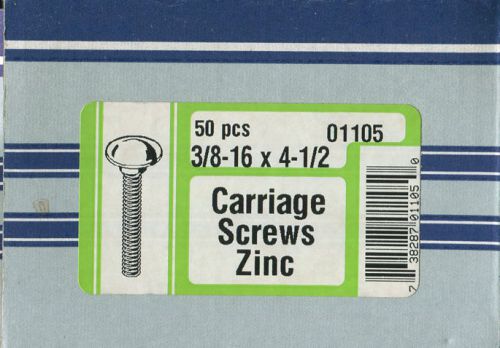 50 pcs 01105
3/8-16 x 4-1/2
Carriage
Screws
Zinc
7 38287 01105 0